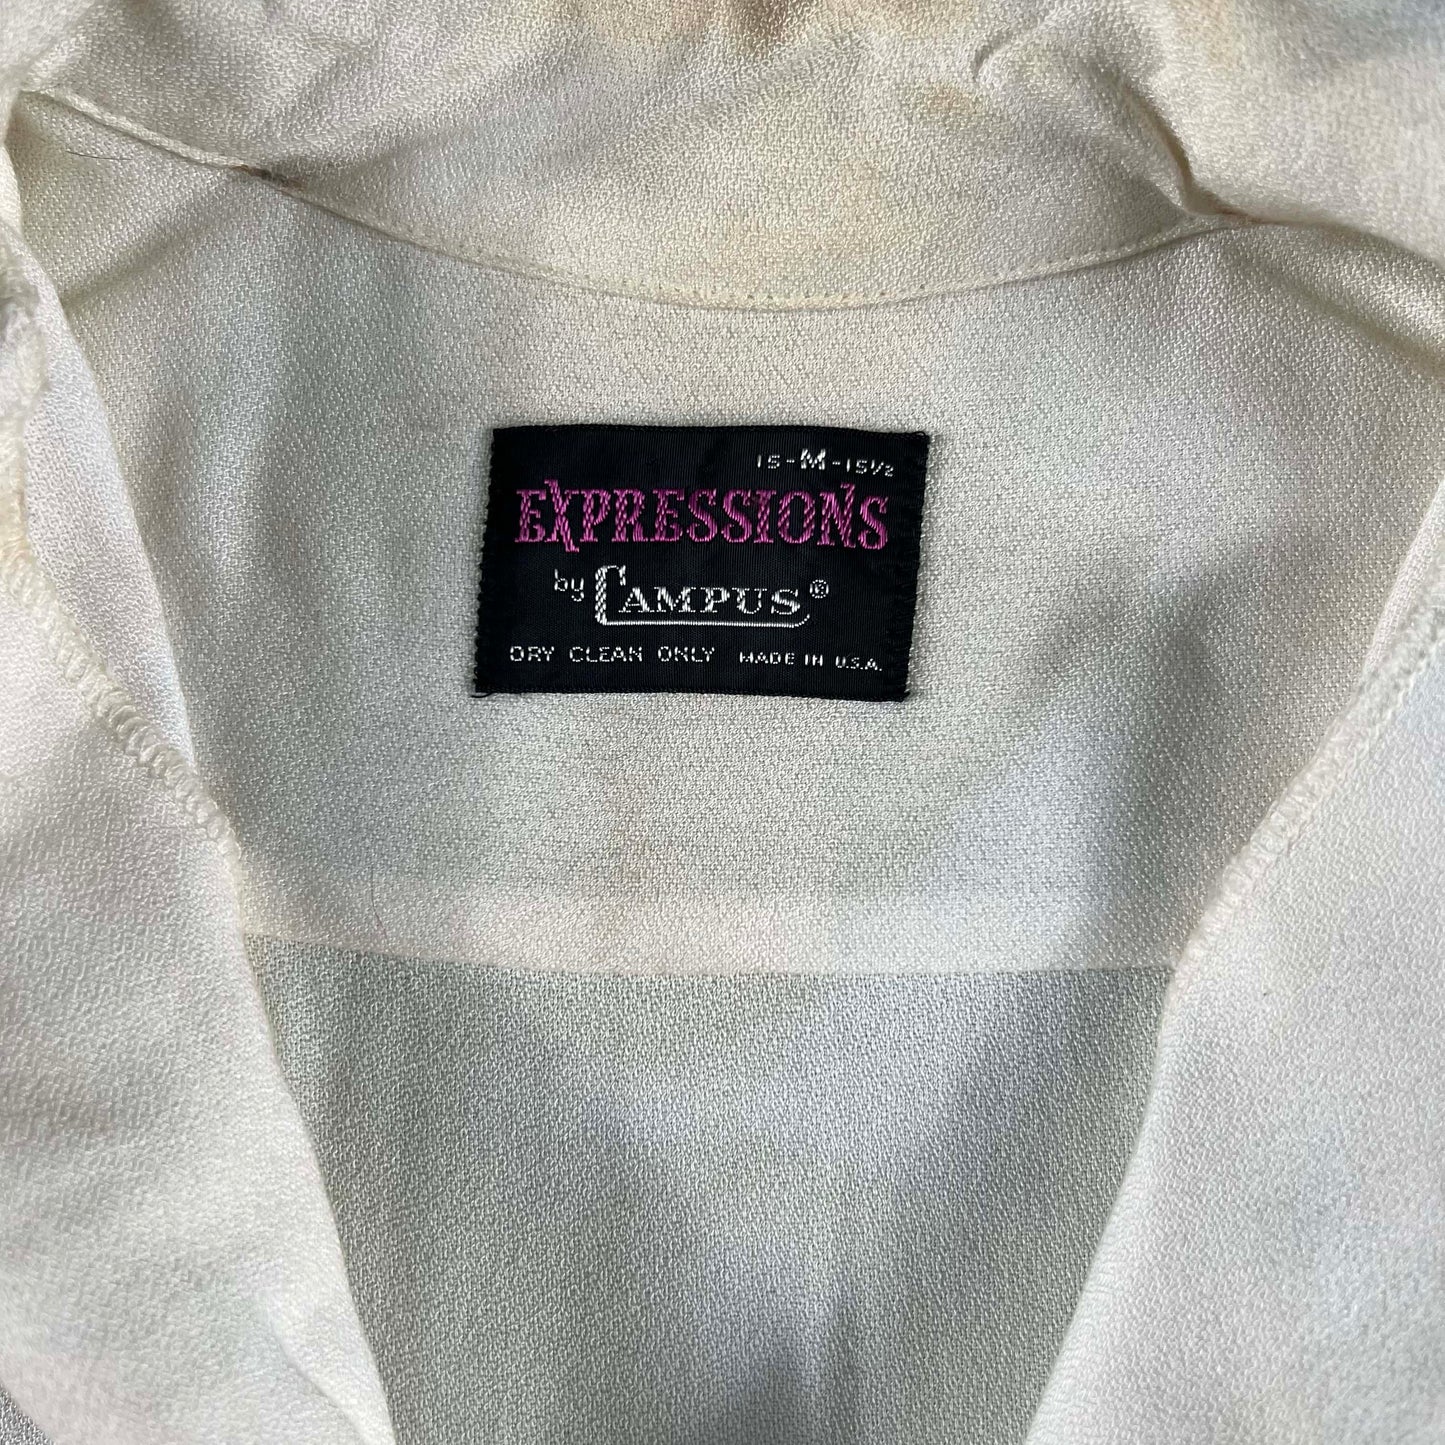 15-M-15½
EXPRESSIONS
by CAMPUS®
DRY CLEAN ONLY MADE IN U.S.A.